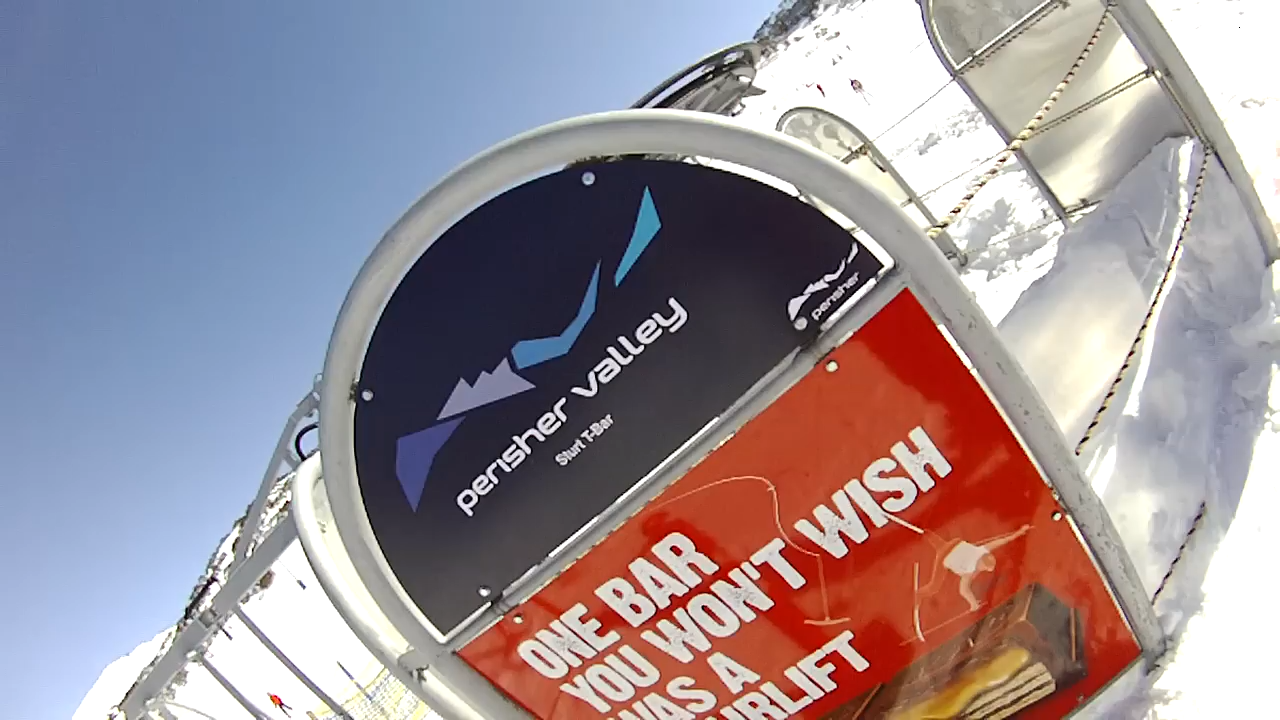 perisher valley
Sturt T-Bar
perisher
ONE BAR
YOU WON'T WISH
WAS A